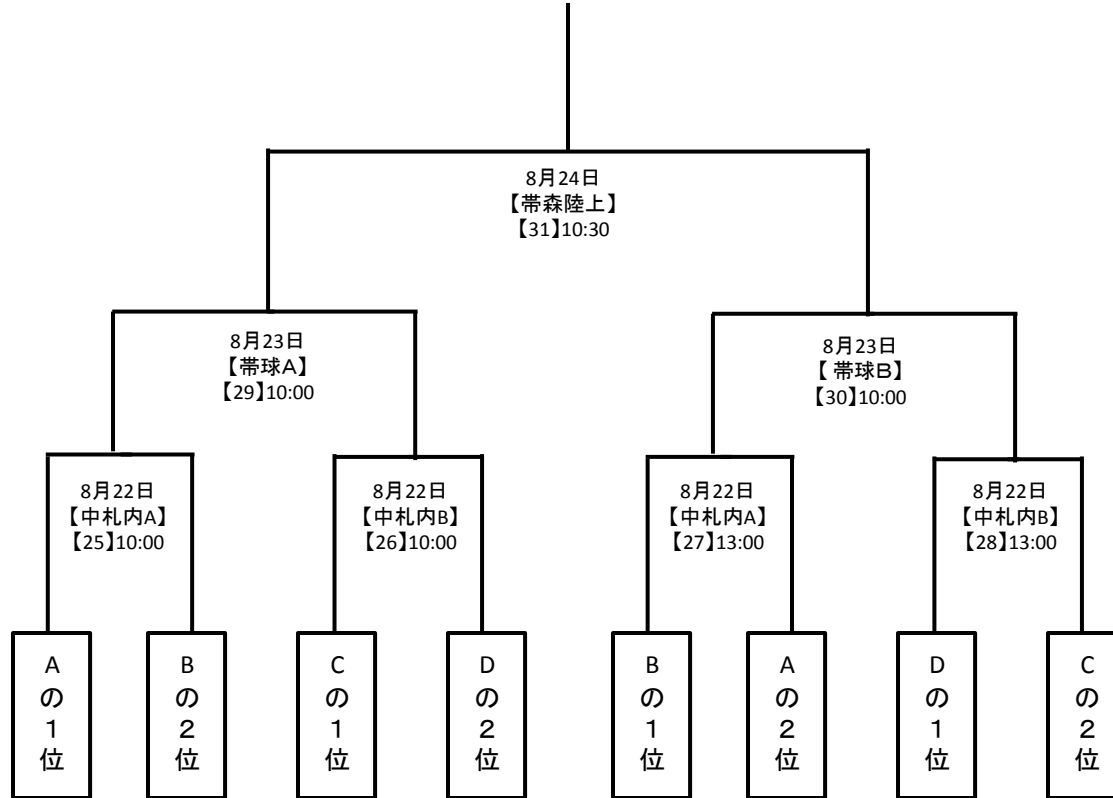 8月24日
【帯森陸上】
【31】10:30
8月23日
【帯球A】
【29】10:00
8月23日
【 帯球B】
【30】10:00
8月22日
【中札内A】
【25】10:00
8月22日
【中札内B】
【26】10:00
8月22日
【中札内A】
【27】13:00
8月22日
【中札内B】
【28】13:00
Aの1位
Bの2位
Cの1位
Dの2位
Bの1位
Aの2位
Dの1位
Cの2位